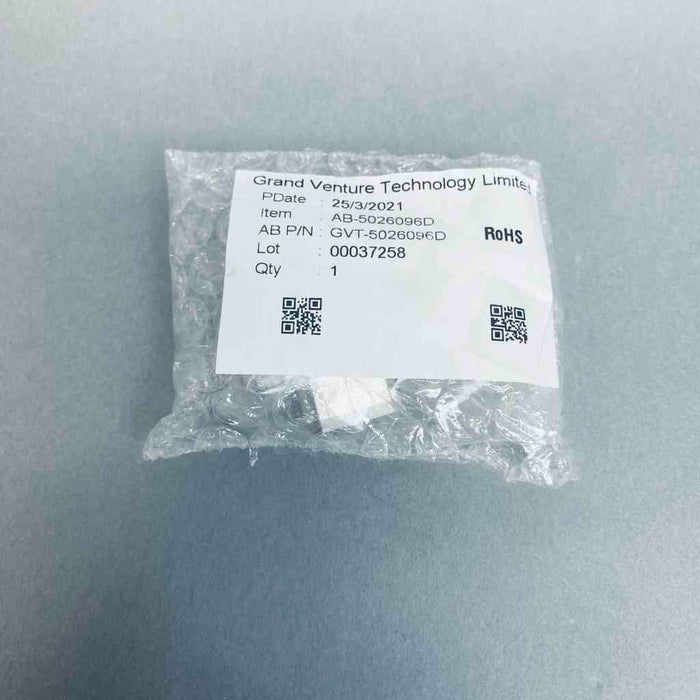 Grand Venture Technology Limited
PDate : 25/3/2021
Item : AB-5026096D
AB P/N : GVT-5026096D
RoHS
Lot : 00037258
Qty : 1